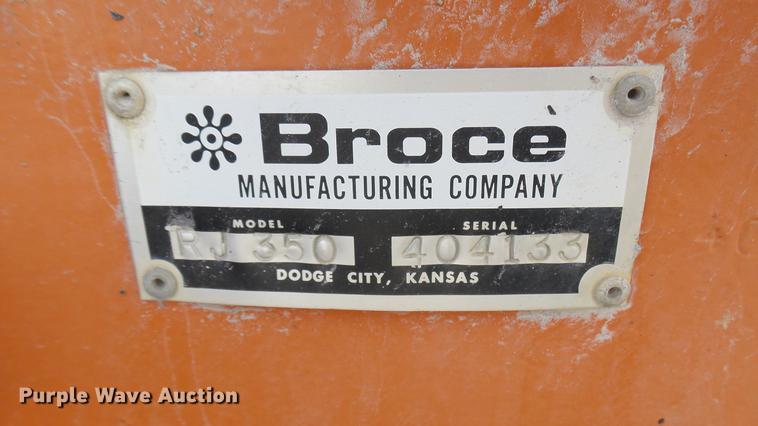 Broce
MANUFACTURING COMPANY
MODEL SERIAL
RJ 350 404133
DODGE CITY, KANSAS
Purple Wave Auction